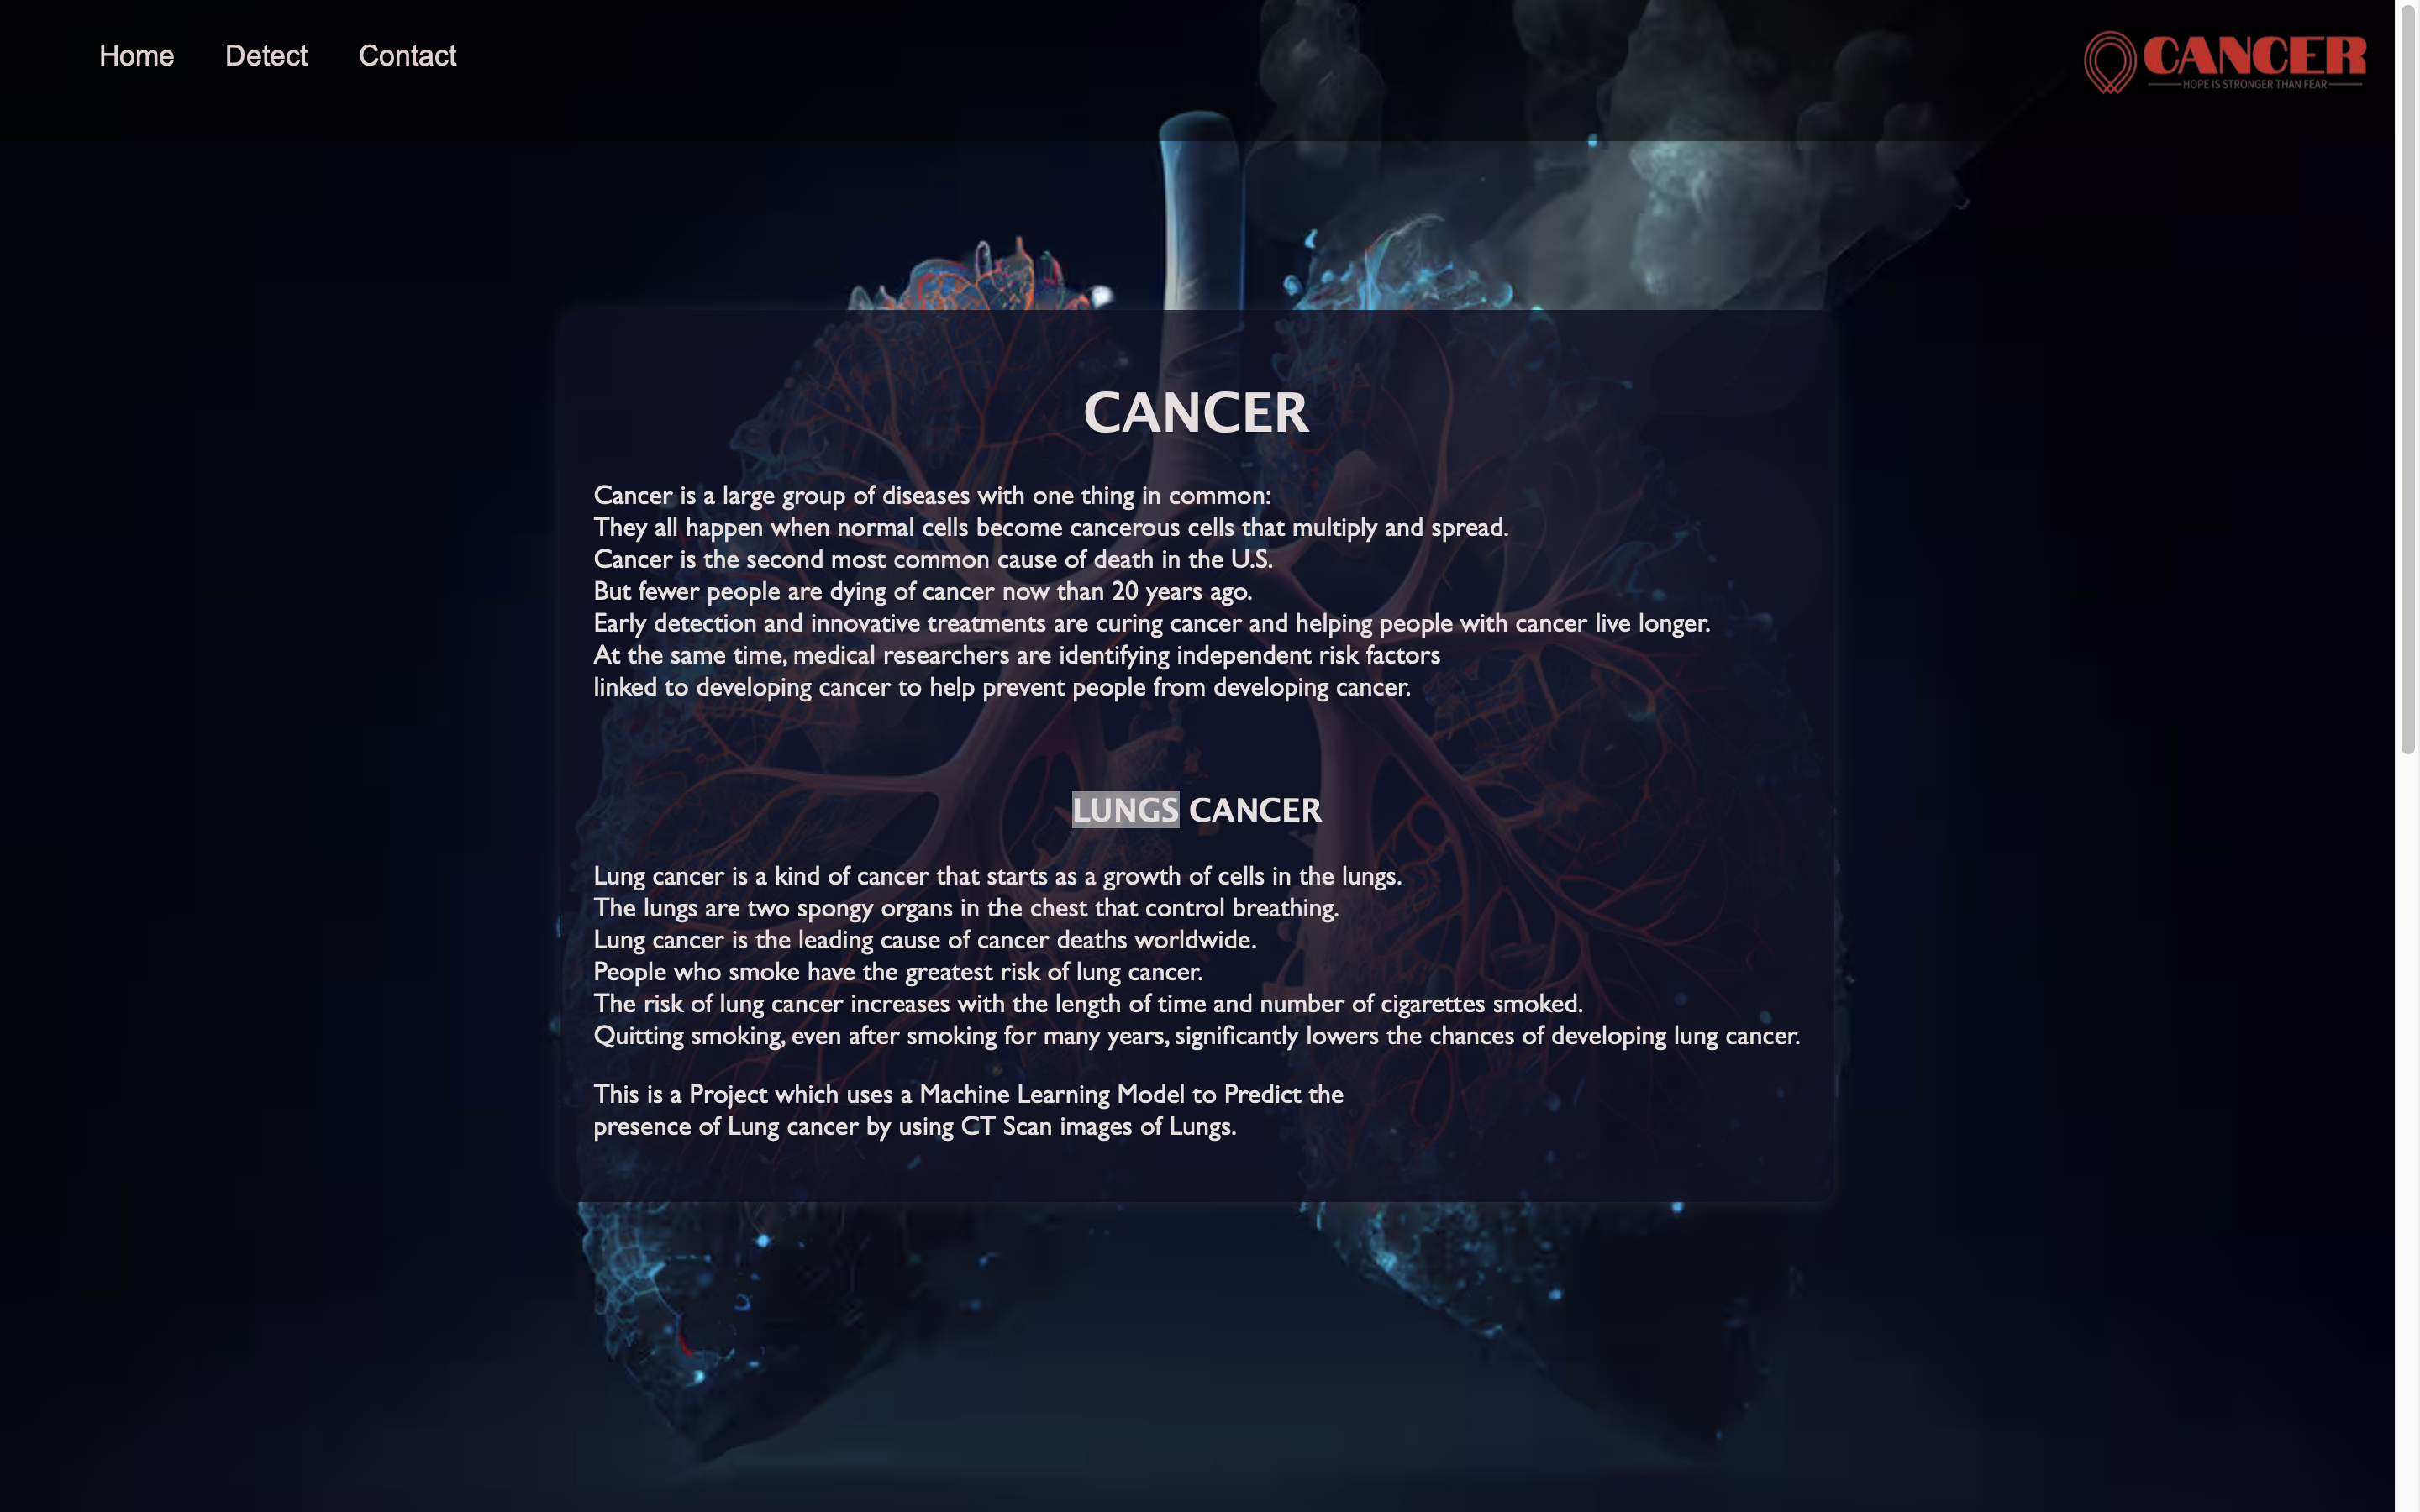 Home Detect Contact
CANCER
HOPE IS STRONGER THAN FEAR
CANCER
Cancer is a large group of diseases with one thing in common:
They all happen when normal cells become cancerous cells that multiply and spread.
Cancer is the second most common cause of death in the U.S.
But fewer people are dying of cancer now than 20 years ago.
Early detection and innovative treatments are curing cancer and helping people with cancer live longer.
At the same time, medical researchers are identifying independent risk factors
linked to developing cancer to help prevent people from developing cancer.
LUNGS CANCER
Lung cancer is a kind of cancer that starts as a growth of cells in the lungs.
The lungs are two spongy organs in the chest that control breathing.
Lung cancer is the leading cause of cancer deaths worldwide.
People who smoke have the greatest risk of lung cancer.
The risk of lung cancer increases with the length of time and number of cigarettes smoked.
Quitting smoking, even after smoking for many years, significantly lowers the chances of developing lung cancer.
This is a Project which uses a Machine Learning Model to Predict the
presence of Lung cancer by using CT Scan images of Lungs.